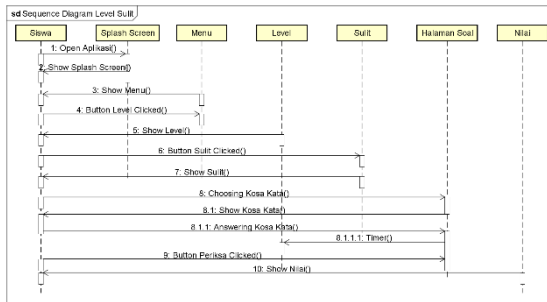 sd Sequence Diagram Level Sulit
Siswa Splash Screen Menu Level Sulit Halaman Soal Nilai
1: Open Aplikasi()
2: Show Splash Screen()
3: Show Menu()
4: Button Level Clicked()
5: Show Level()
6: Button Sulit Clicked()
7: Show Sulit()
8: Choosing Kosa Kata()
8.1: Show Kosa Kata()
8.1.1: Answering Kosa Kata()
8.1.1.1: Timer()
9: Button Periksa Clicked()
10: Show Nilai()